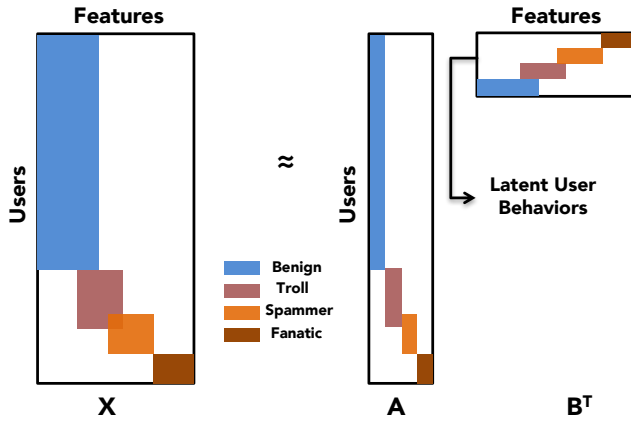 Features
Features
Users
≈
Users
Latent User
Behaviors
Benign
Troll
Spammer
Fanatic
X
A
Bᵀ